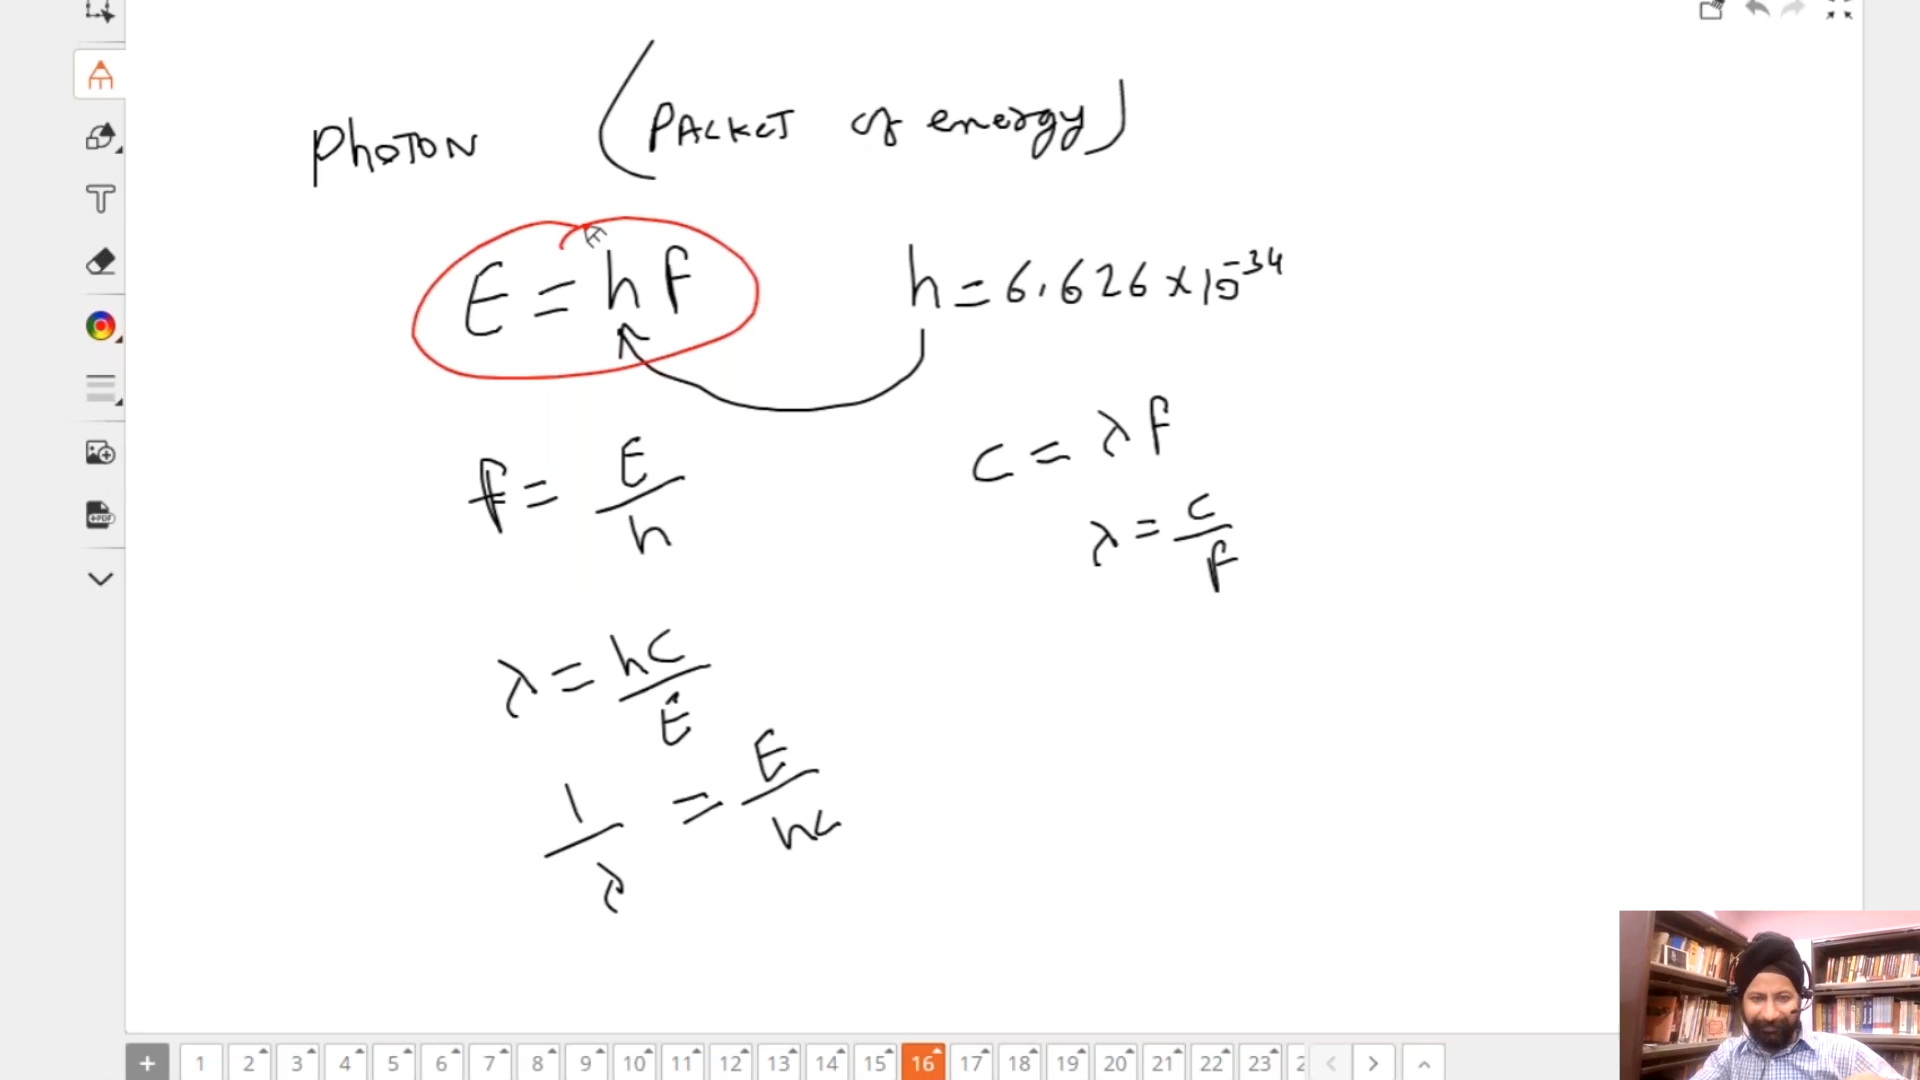 PhOTON (PACKET of energy)
E = hf
h = 6.626 × 10^-34
f = E/h
c = λf
λ = c/f
λ = hc/E
1/λ = E/hc
+ 1 2 3 4 5 6 7 8 9 10 11 12 13 14 15 16 17 18 19 20 21 22 23 2